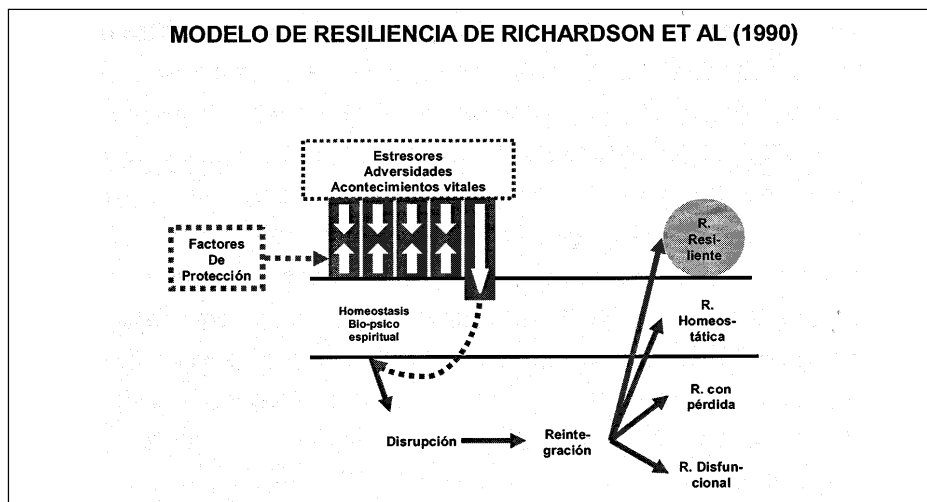 MODELO DE RESILIENCIA DE RICHARDSON ET AL (1990)
Estresores
Adversidades
Acontecimientos vitales
Factores
De
Protección
R.
Resi-
liente
Homeostasis
Bio-psico
espiritual
R.
Homeos-
tática
R. con
pérdida
Disrupción
Reinte-
gración
R. Disfun-
cional